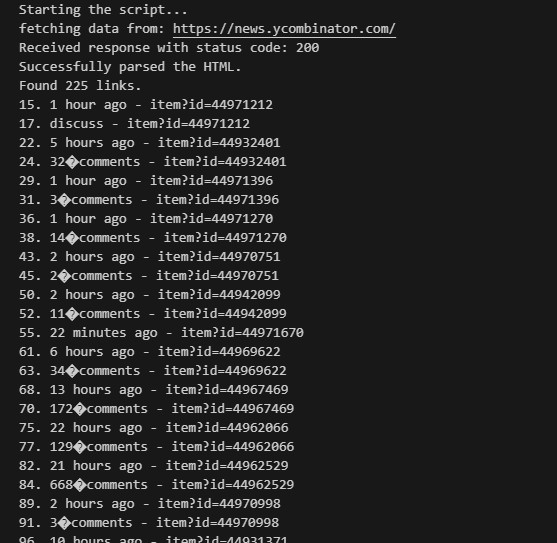 Starting the script...
fetching data from: https://news.ycombinator.com/
Received response with status code: 200
Successfully parsed the HTML.
Found 225 links.
15. 1 hour ago - item?id=44971212
17. discuss - item?id=44971212
22. 5 hours ago - item?id=44932401
24. 32�comments - item?id=44932401
29. 1 hour ago - item?id=44971396
31. 3�comments - item?id=44971396
36. 1 hour ago - item?id=44971270
38. 14�comments - item?id=44971270
43. 2 hours ago - item?id=44970751
45. 2�comments - item?id=44970751
50. 2 hours ago - item?id=44942099
52. 11�comments - item?id=44942099
55. 22 minutes ago - item?id=44971670
61. 6 hours ago - item?id=44969622
63. 34�comments - item?id=44969622
68. 13 hours ago - item?id=44967469
70. 172�comments - item?id=44967469
75. 22 hours ago - item?id=44962066
77. 129�comments - item?id=44962066
82. 21 hours ago - item?id=44962529
84. 668�comments - item?id=44962529
89. 2 hours ago - item?id=44970998
91. 3�comments - item?id=44970998
96. 10 hours ago - item?id=44931371